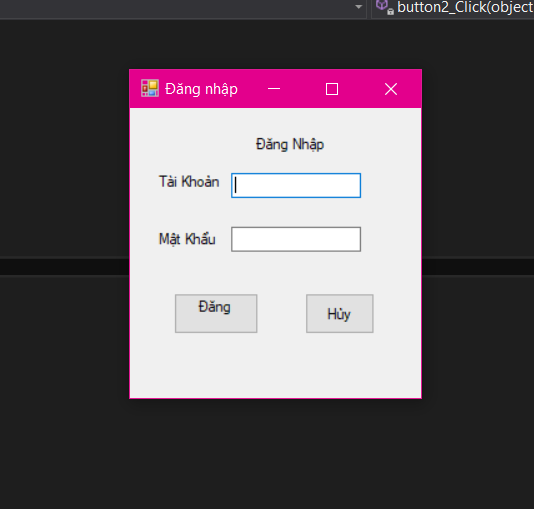 button2_Click(object
Đăng nhập
Đăng Nhập
Tài Khoản
Mật Khẩu
Đăng
Hủy